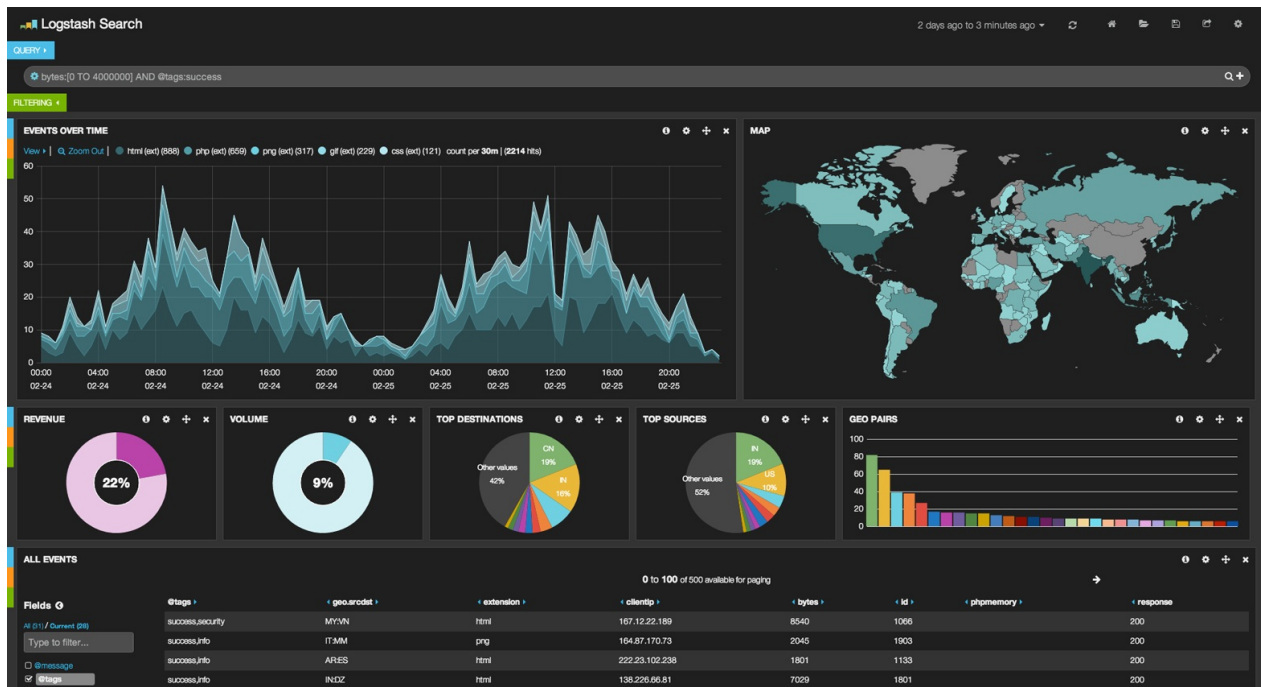 Logstash Search
2 days ago to 3 minutes ago
QUERY
bytes:[0 TO 4000000] AND @tags:success
FILTERING
EVENTS OVER TIME
View | Zoom Out | html (ext) (888) php (ext) (659) png (ext) (317) gif (ext) (229) css (ext) (121) count per 30m | (2214 hits)
60
50
40
30
20
10
0
00:00 04:00 08:00 12:00 16:00 20:00 00:00 04:00 08:00 12:00 16:00 20:00
02-24 02-24 02-24 02-24 02-24 02-24 02-25 02-25 02-25 02-25 02-25 02-25
MAP
REVENUE
22%
VOLUME
9%
TOP DESTINATIONS
CN
19%
IN
16%
Other values
42%
TOP SOURCES
IN
19%
US
10%
Other values
52%
GEO PAIRS
100
80
60
40
20
0
ALL EVENTS
0 to 100 of 500 available for paging
Fields
All (31) / Current (28)
Type to filter...
@message
@tags
@tags geo.srcdst extension clientip bytes id phpmemory response
success,security MY:VN html 167.12.22.189 8540 1066 200
success,info IT:MM png 164.87.170.73 2045 1903 200
success,info AR:ES html 222.23.102.238 1801 1133 200
success,info IN:DZ html 138.226.66.81 7029 1801 200